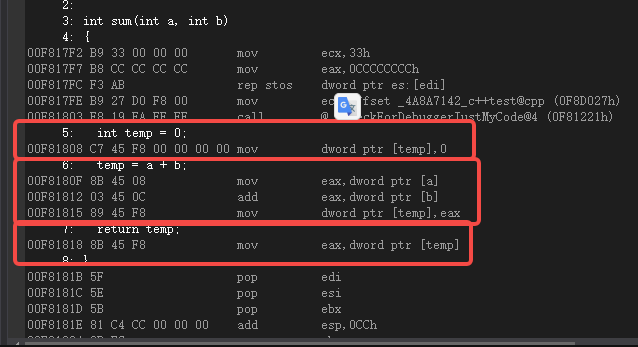 2:
3: int sum(int a, int b)
4: {
00F817F2 B9 33 00 00 00 mov ecx,33h
00F817F7 B8 CC CC CC CC mov eax,0CCCCCCCCh
00F817FC F3 AB rep stos dword ptr es:[edi]
00F817FE B9 27 D0 F8 00 mov offset _4A8A7142_c++test@cpp (0F8D027h)
00F81803 E8 19 FA FF FF call ckForDebuggerJustMyCode@4 (0F81221h)
5: int temp = 0;
00F81808 C7 45 F8 00 00 00 00 mov dword ptr [temp],0
6: temp = a + b;
00F8180F 8B 45 08 mov eax,dword ptr [a]
00F81812 03 45 0C add eax,dword ptr [b]
00F81815 89 45 F8 mov dword ptr [temp],eax
7: return temp;
00F81818 8B 45 F8 mov eax,dword ptr [temp]
8: }
00F8181B 5F pop edi
00F8181C 5E pop esi
00F8181D 5B pop ebx
00F8181E 81 C4 CC 00 00 00 add esp,0CCh